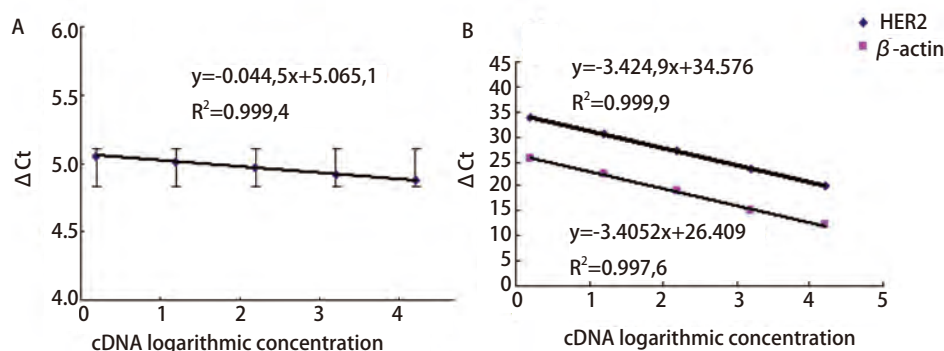 A
6.0
5.5
5.0
4.5
4.0
Δ Ct
y=-0.044,5x+5.065,1
R²=0.999,4
0
1
2
3
4
cDNA logarithmic concentration
B
HER2
β-actin
45
40
35
30
25
20
15
10
5
0
Δ Ct
y=-3.424,9x+34.576
R²=0.999,9
y=-3.4052x+26.409
R²=0.997,6
0
1
2
3
4
5
cDNA logarithmic concentration